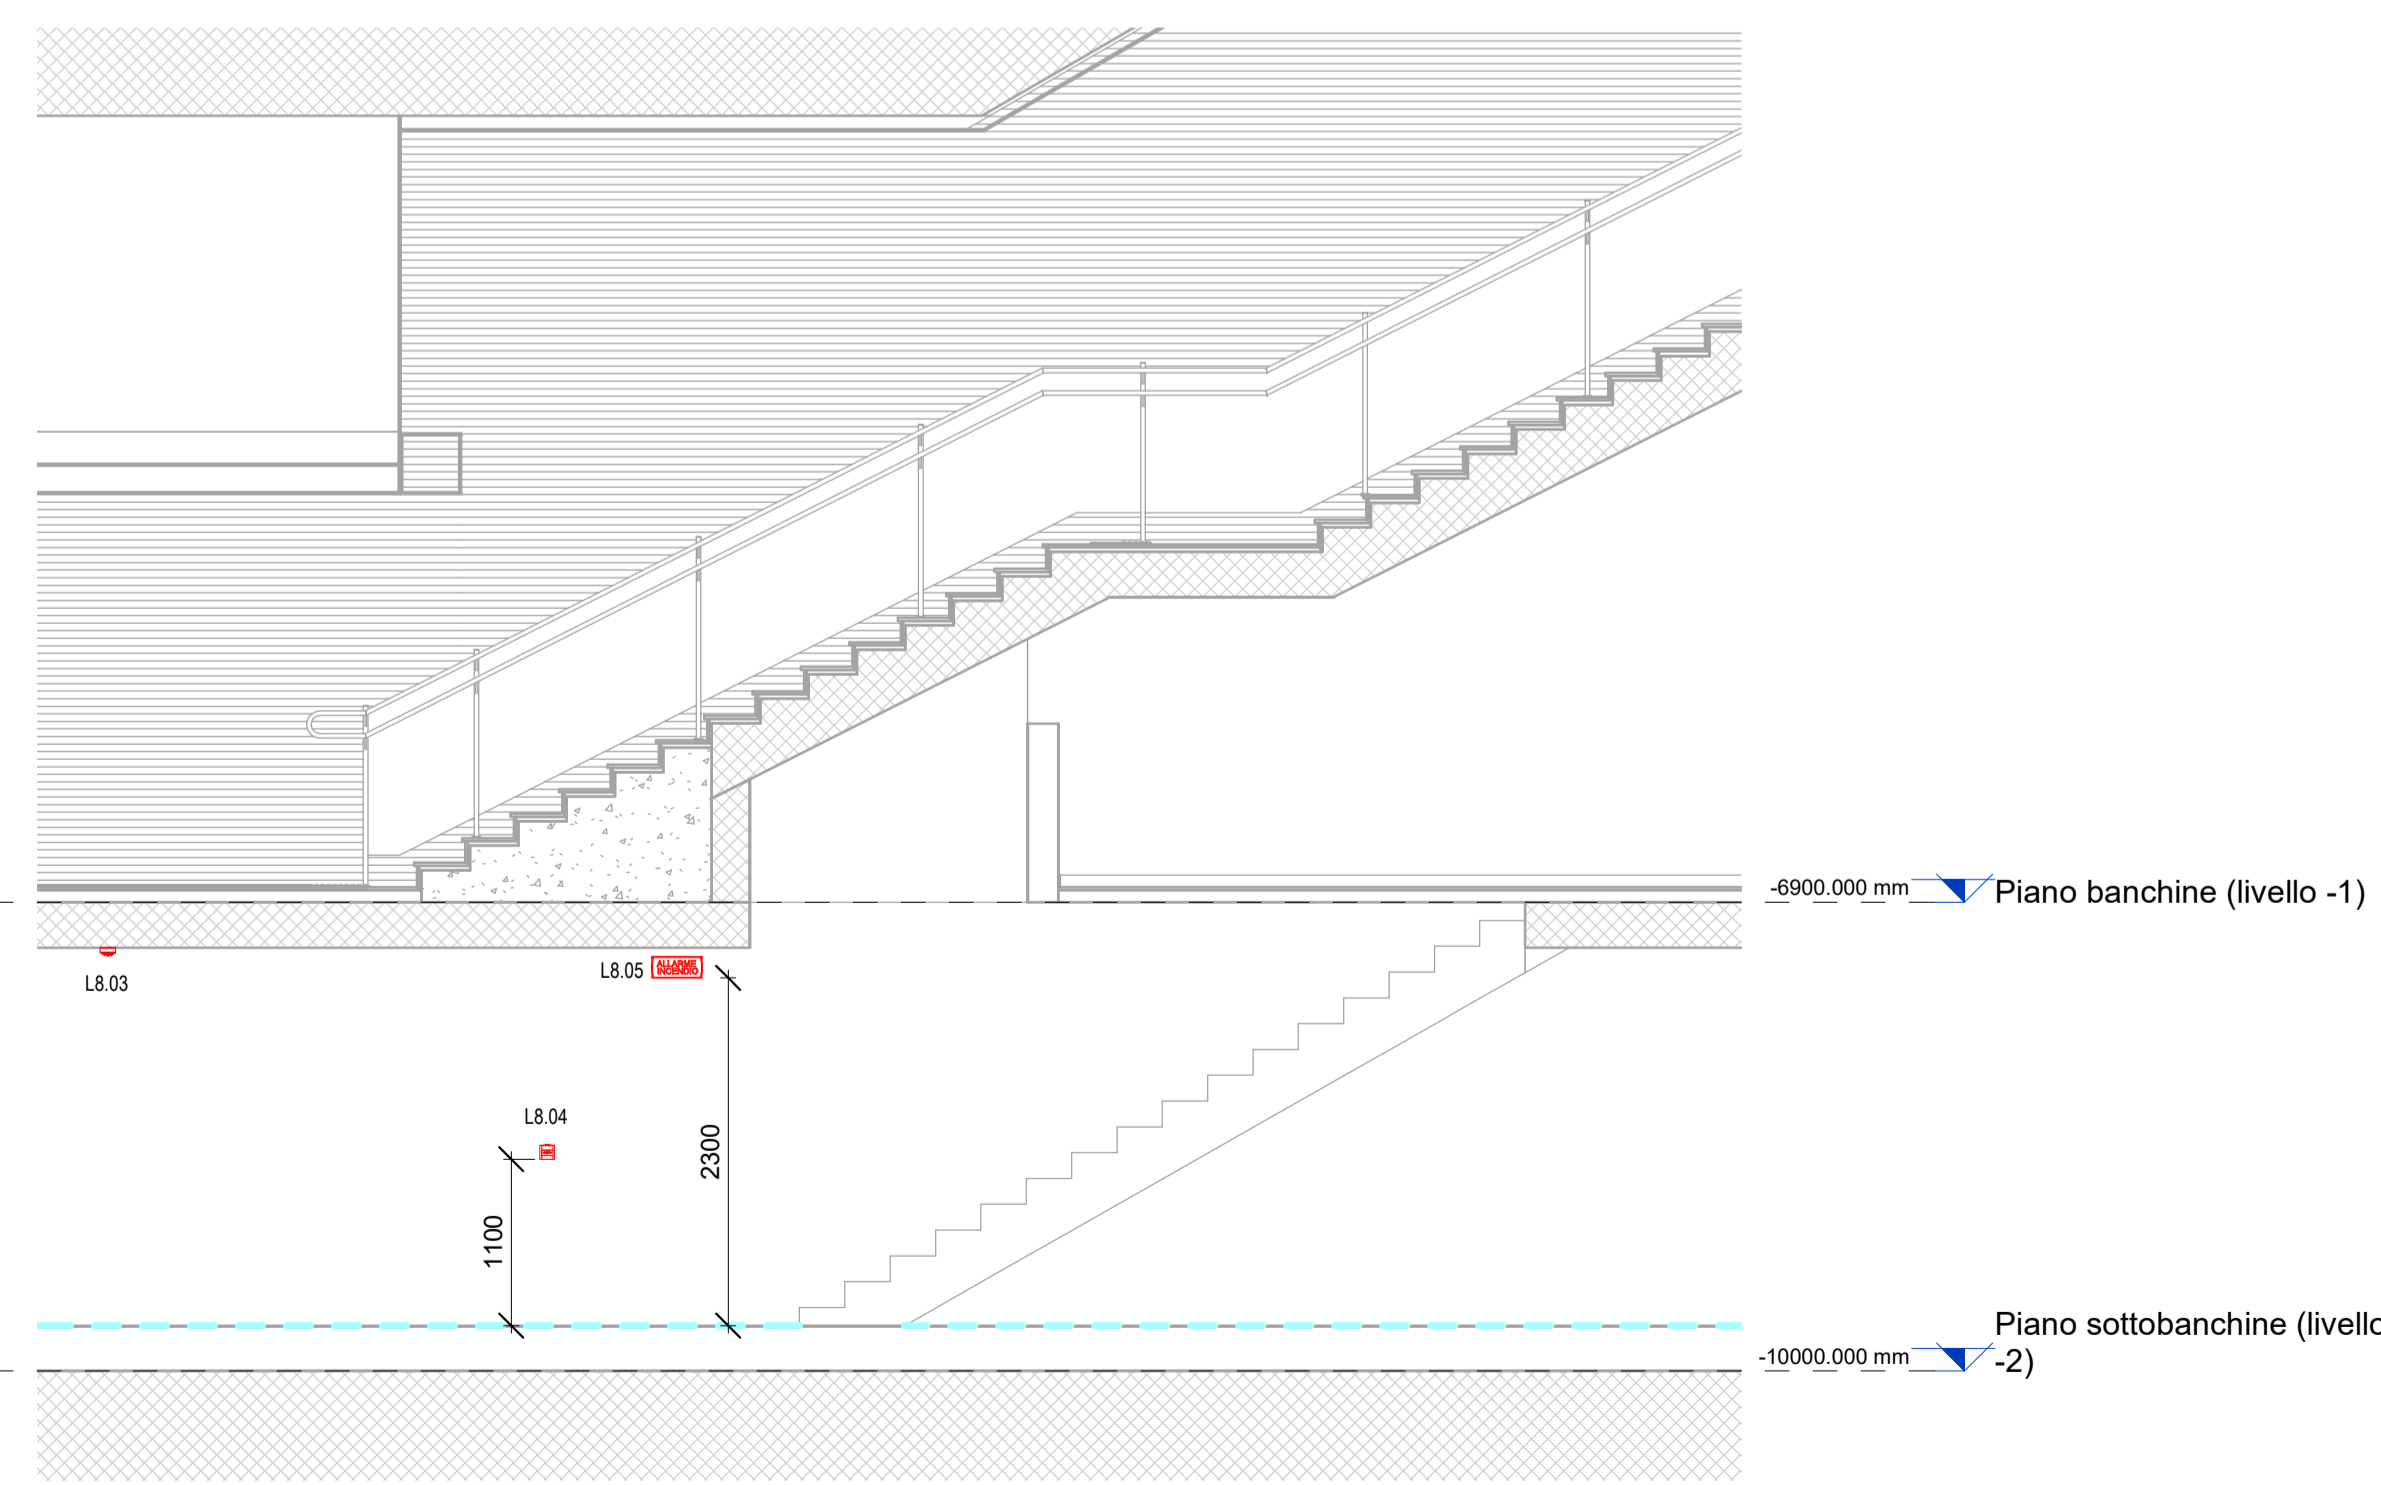 -6900.000 mm
Piano banchine (livello -1)
L8.03
L8.05
ALLARME
INCENDIO
L8.04
2300
1100
Piano sottobanchine (livello
-2)
-10000.000 mm